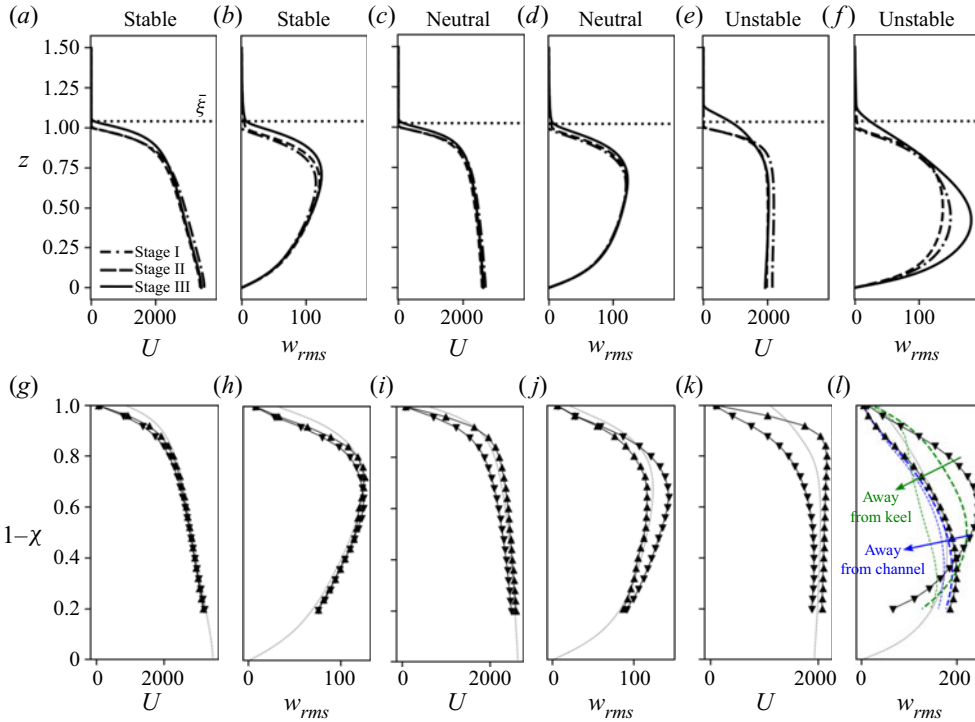 (a) Stable (b) Stable (c) Neutral (d) Neutral (e) Unstable (f) Unstable
1.50
1.25
ξ̄
1.00
z 0.75
0.50
0.25
Stage I
Stage II
Stage III
0
0 2000 0 100 0 2000 0 100 0 2000 0 100
U w_rms U w_rms U w_rms
(g) (h) (i) (j) (k) (l)
1.0
0.8
0.6
1–χ
0.4
0.2
0
Away
from keel
Away
from channel
0 2000 0 100 0 2000 0 100 0 2000 0 200
U w_rms U w_rms U w_rms